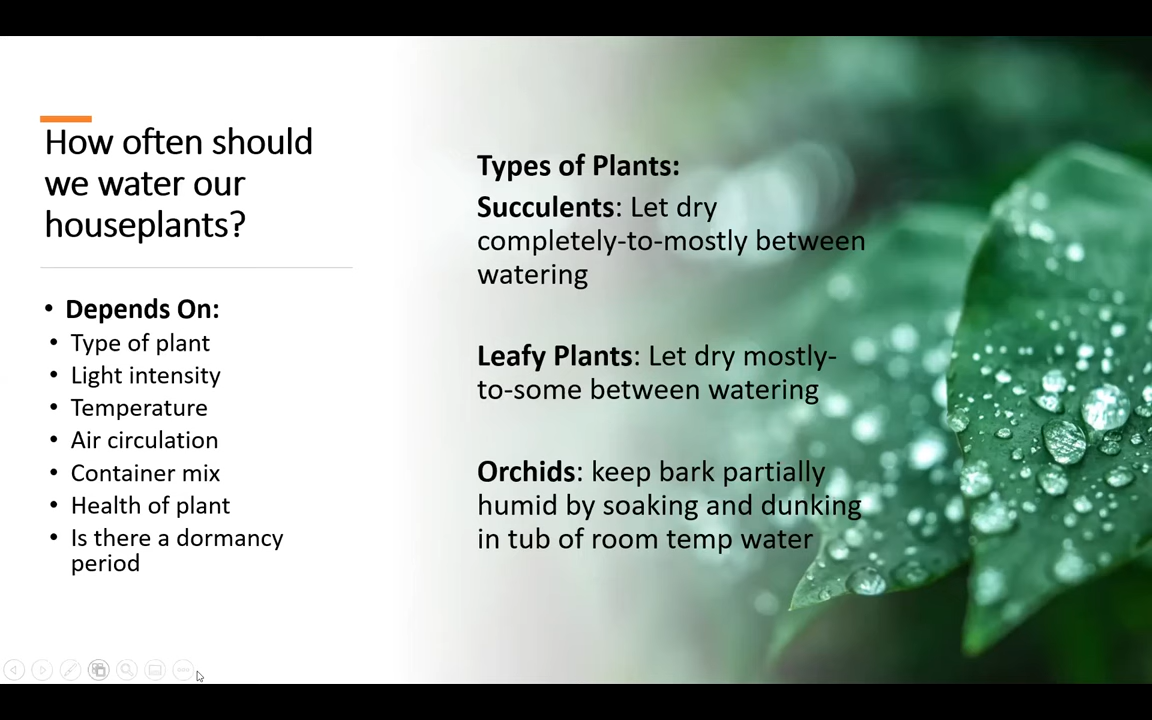 How often should
we water our
houseplants?
• Depends On:
• Type of plant
• Light intensity
• Temperature
• Air circulation
• Container mix
• Health of plant
• Is there a dormancy
period
Types of Plants:
Succulents: Let dry
completely-to-mostly between
watering
Leafy Plants: Let dry mostly-
to-some between watering
Orchids: keep bark partially
humid by soaking and dunking
in tub of room temp water